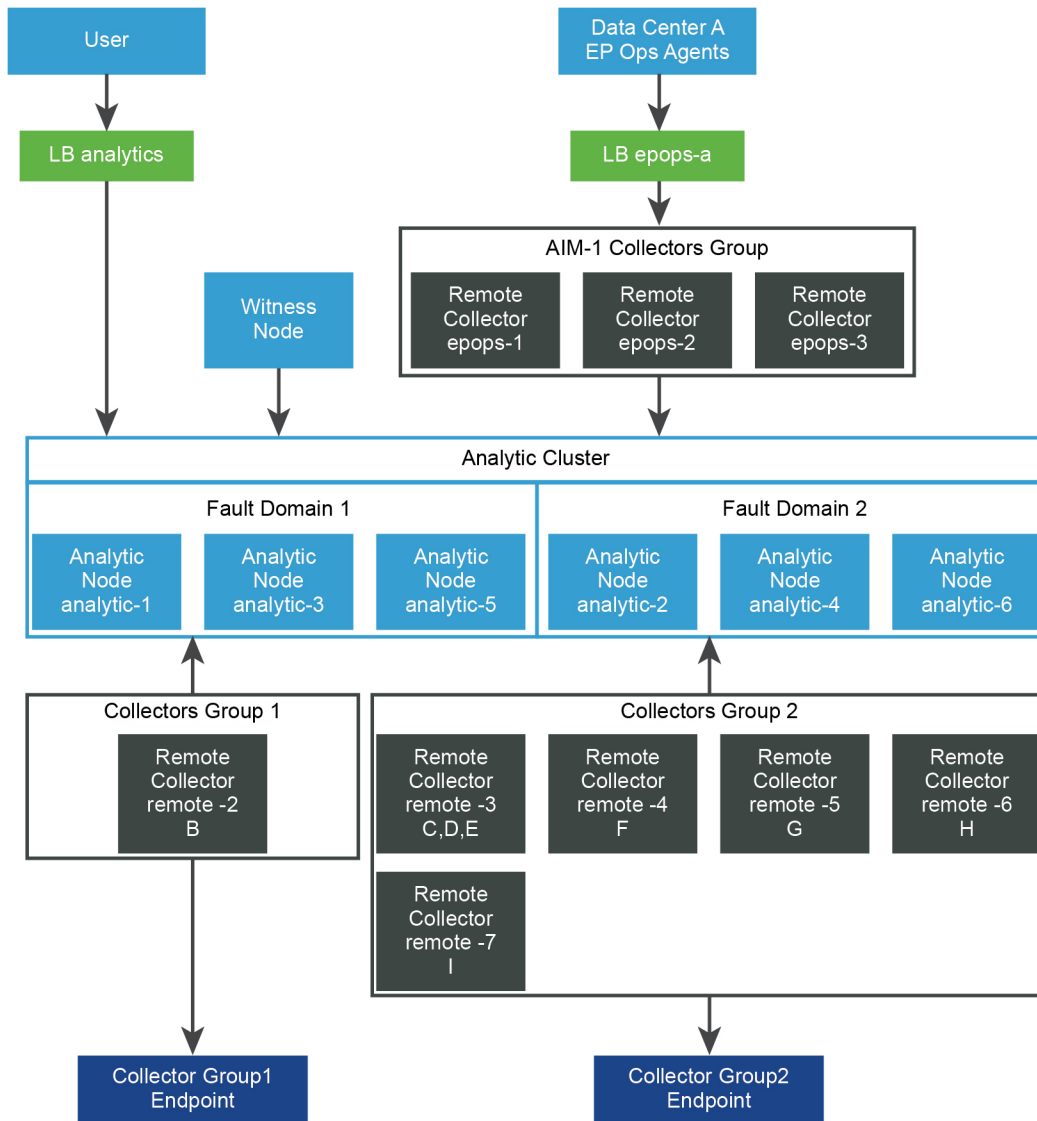 User
Data Center A
EP Ops Agents
LB analytics
LB epops-a
AIM-1 Collectors Group
Remote
Collector
epops-1
Remote
Collector
epops-2
Remote
Collector
epops-3
Witness
Node
Analytic Cluster
Fault Domain 1
Analytic
Node
analytic-1
Analytic
Node
analytic-3
Analytic
Node
analytic-5
Fault Domain 2
Analytic
Node
analytic-2
Analytic
Node
analytic-4
Analytic
Node
analytic-6
Collectors Group 1
Remote
Collector
remote -2
B
Collectors Group 2
Remote
Collector
remote -3
C,D,E
Remote
Collector
remote -4
F
Remote
Collector
remote -5
G
Remote
Collector
remote -6
H
Remote
Collector
remote -7
I
Collector Group1
Endpoint
Collector Group2
Endpoint